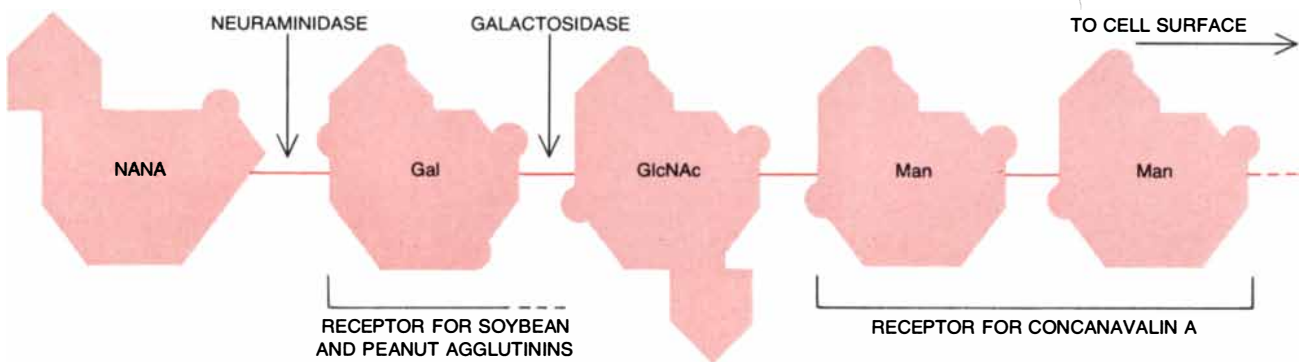 NEURAMINIDASE
GALACTOSIDASE
TO CELL SURFACE
NANA
Gal
GlcNAc
Man
Man
RECEPTOR FOR SOYBEAN
AND PEANUT AGGLUTININS
RECEPTOR FOR CONCANAVALIN A